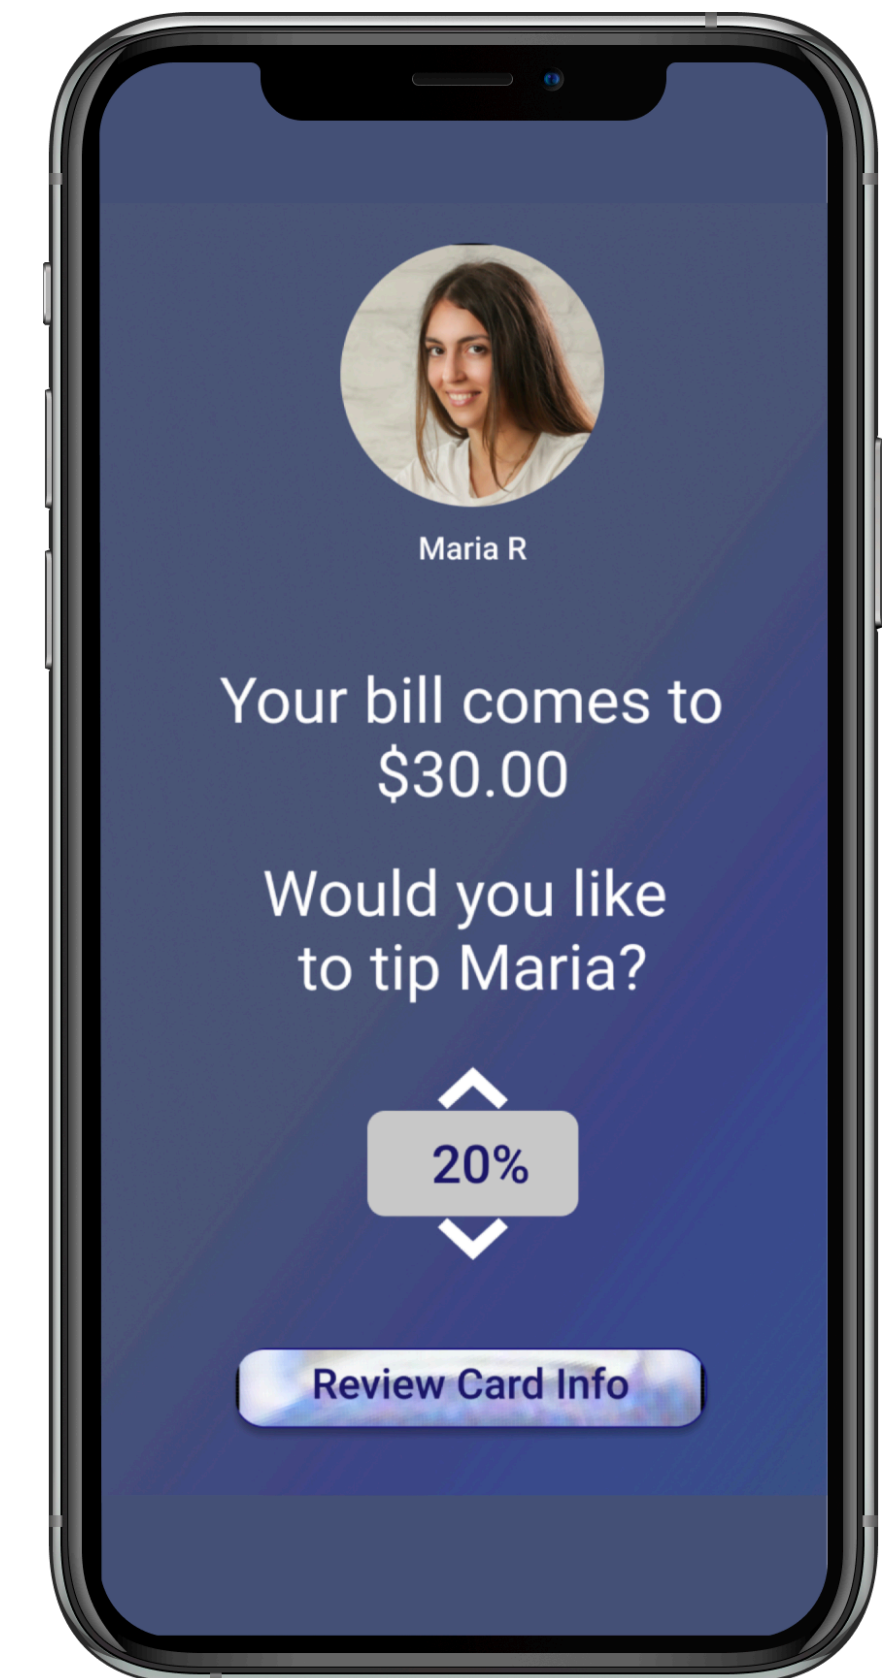 Maria R
Your bill comes to
$30.00
Would you like
to tip Maria?
20%
Review Card Info